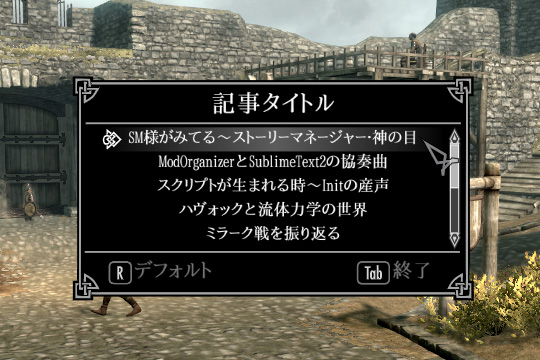 記事タイトル
SM様がみてる～ストーリーマネージャー・神の目
ModOrganizerとSublimeText2の協奏曲
スクリプトが生まれる時～Initの産声
ハヴォックと流体力学の世界
ミラーク戦を振り返る
R デフォルト Tab 終了